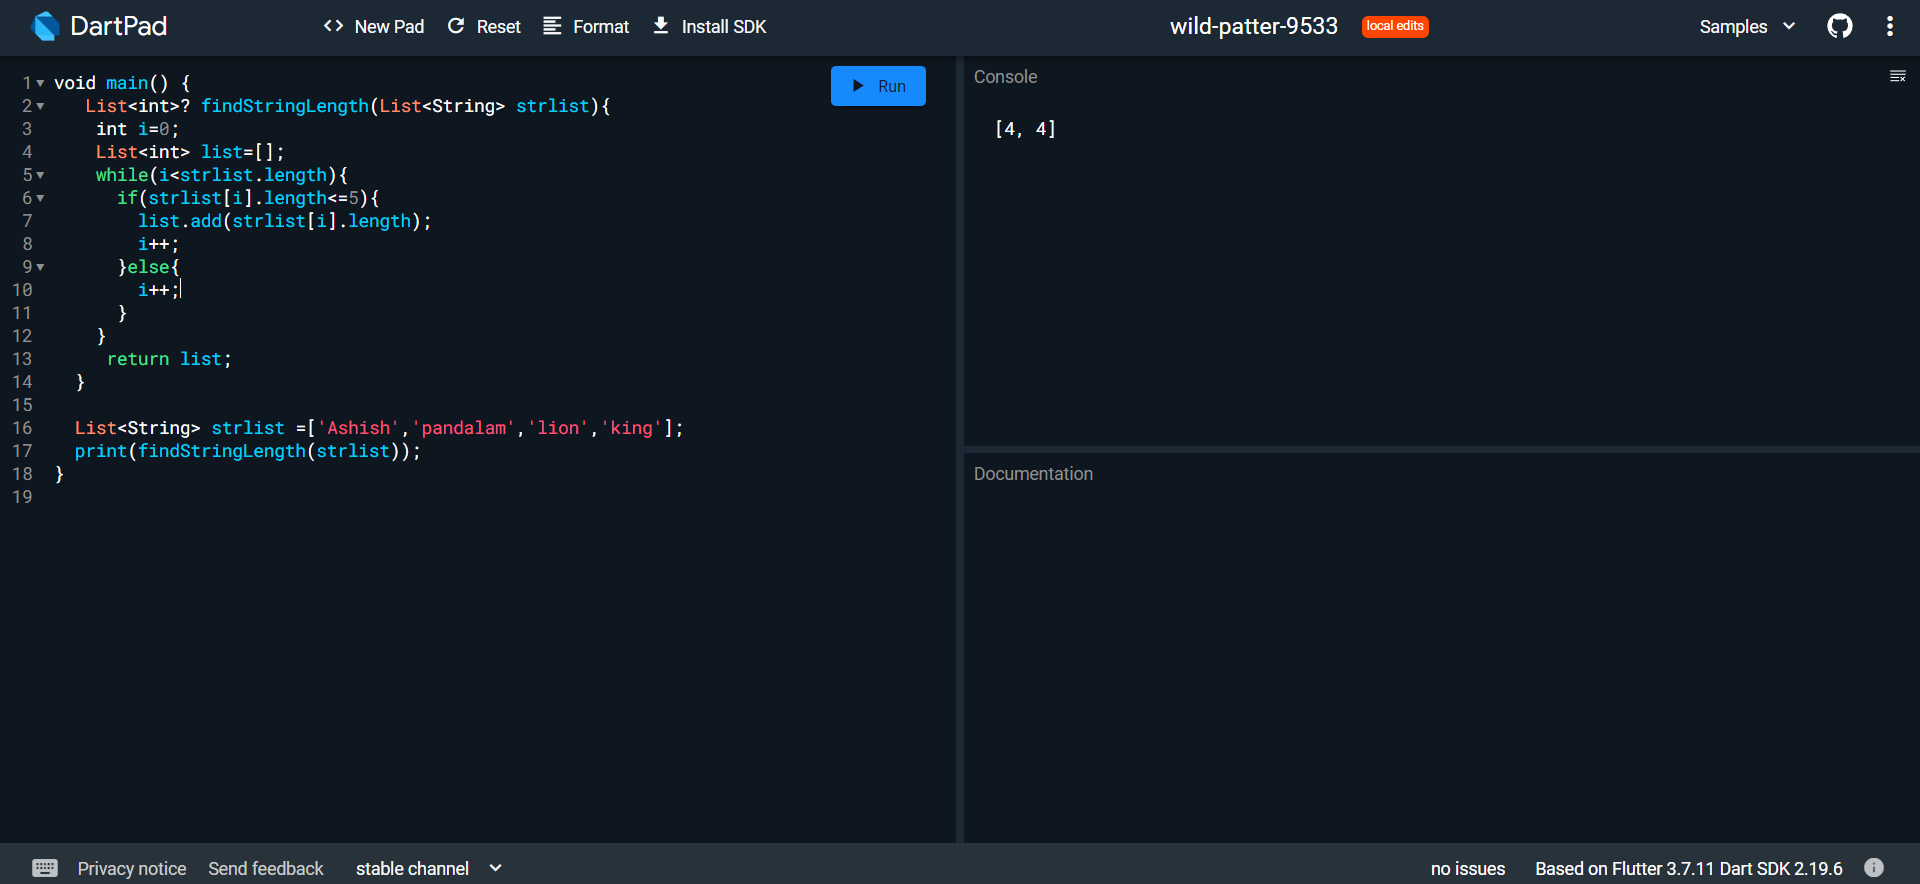 DartPad
<> New Pad Reset Format Install SDK wild-patter-9533 local edits Samples
Run
1 void main() {
2    List<int>? findStringLength(List<String> strlist){
3     int i=0;
4     List<int> list=[];
5     while(i<strlist.length){
6       if(strlist[i].length<=5){
7         list.add(strlist[i].length);
8         i++;
9       }else{
10         i++;
11       }
12     }
13      return list;
14   }
15
16   List<String> strlist =['Ashish','pandalam','lion','king'];
17   print(findStringLength(strlist));
18 }
19
Console
[4, 4]
Documentation
Privacy notice Send feedback stable channel no issues Based on Flutter 3.7.11 Dart SDK 2.19.6